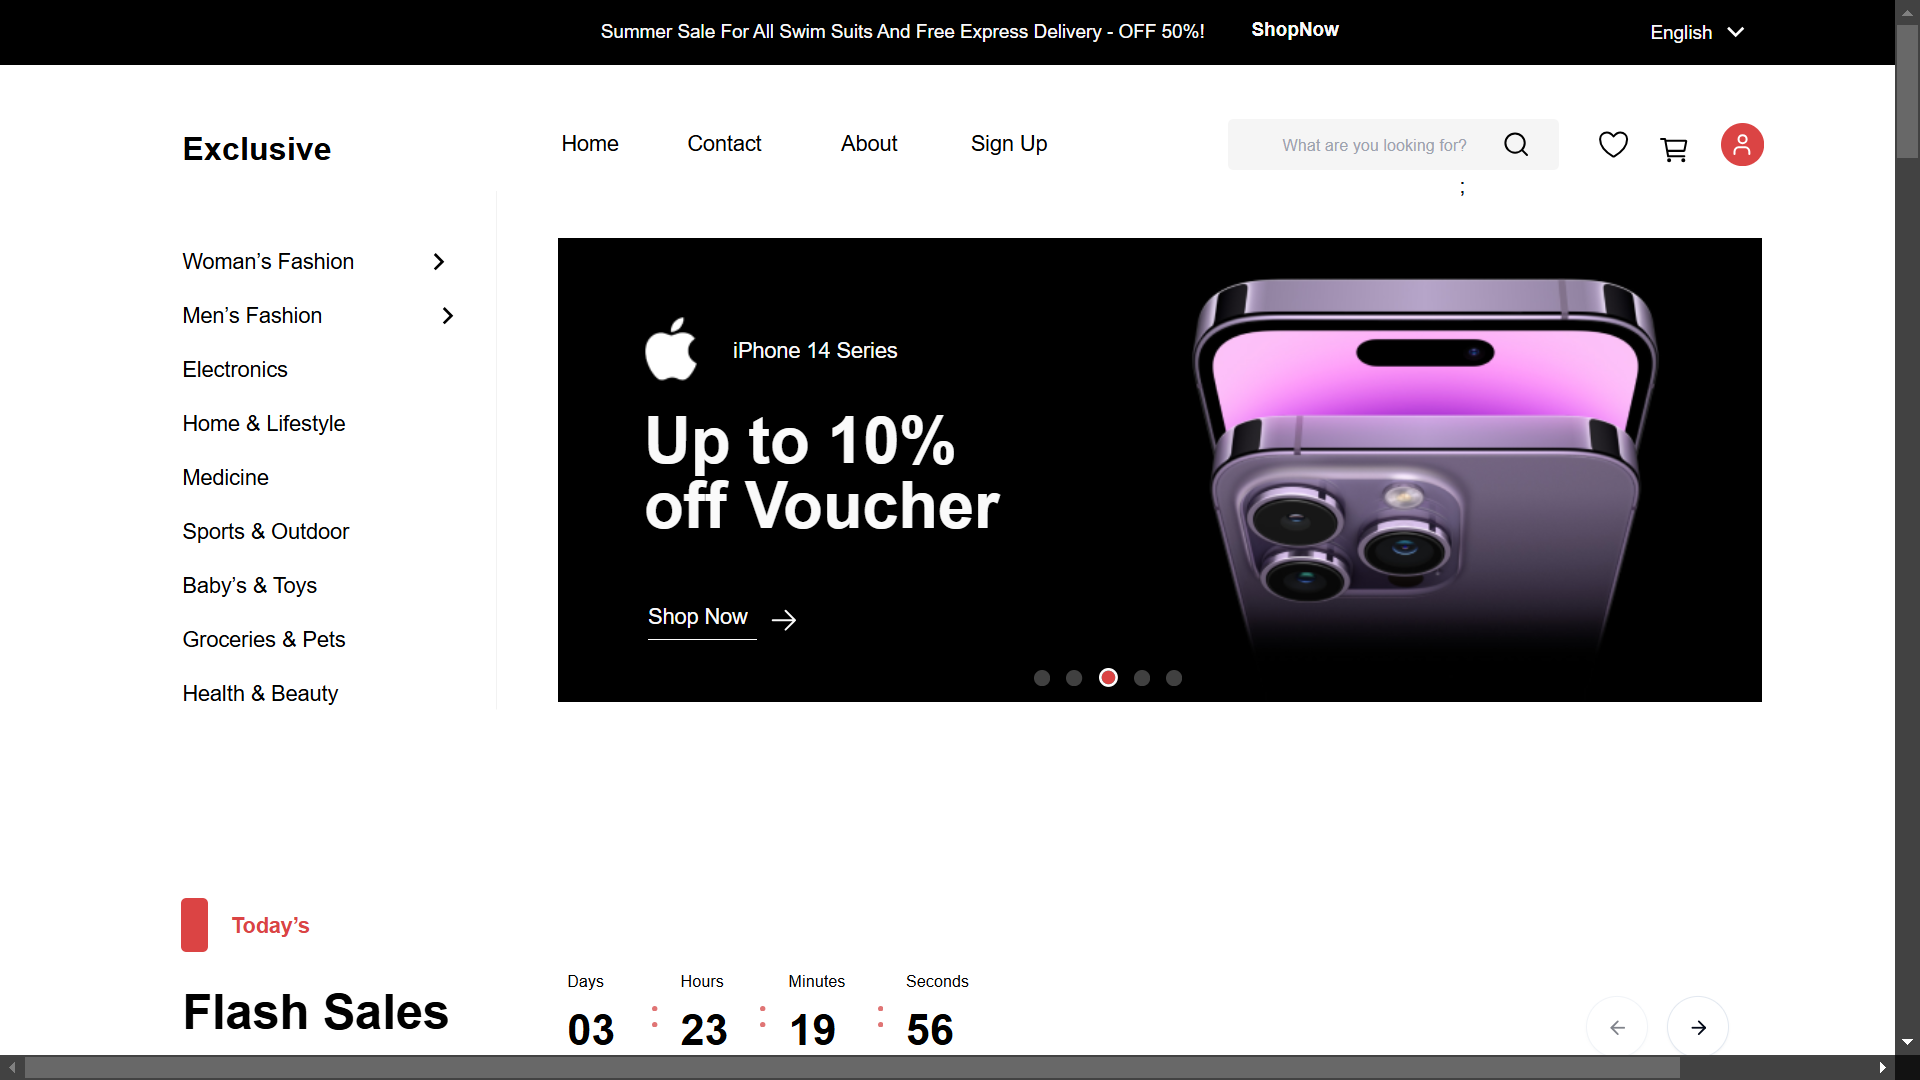 Summer Sale For All Swim Suits And Free Express Delivery - OFF 50%! ShopNow English
Exclusive Home Contact About Sign Up What are you looking for?
;
Woman’s Fashion
Men’s Fashion
Electronics
Home & Lifestyle
Medicine
Sports & Outdoor
Baby’s & Toys
Groceries & Pets
Health & Beauty
iPhone 14 Series
Up to 10%
off Voucher
Shop Now
Today’s
Flash Sales
Days Hours Minutes Seconds
03 : 23 : 19 : 56